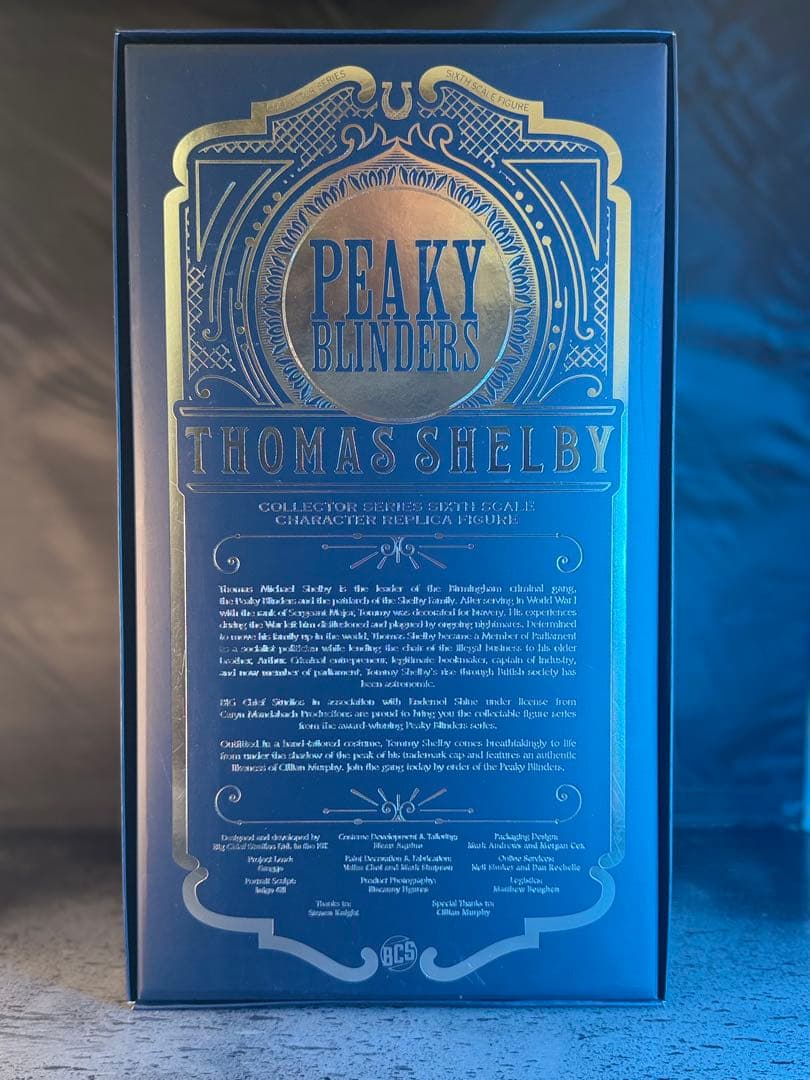 COLLECTOR SERIES
SIXTH SCALE FIGURE
PEAKY
BLINDERS
THOMAS SHELBY
COLLECTOR SERIES SIXTH SCALE
CHARACTER REPLICA FIGURE
Thomas Michael Shelby is the leader of the Birmingham criminal gang,
the Peaky Blinders and the patriarch of the Shelby Family. After serving in World War I
with the rank of Sergeant Major, Tommy was decorated for bravery. His experiences
during the War left him disillusioned and plagued by ongoing nightmares. Determined
to move his family up in the world, Thomas Shelby became a Member of Parliament
as a socialist politician while lending the chair of the illegal business to his older
brother, Arthur. Criminal entrepreneur, legitimate bookmaker, captain of industry,
and now member of parliament, Tommy Shelby's rise through British society has
been astronomic.
BIG Chief Studios in association with Endemol Shine under license from
Caryn Mandabach Productions are proud to bring you the collectable figure series
from the award-winning Peaky Blinders series.
Outfitted in a hand-tailored costume, Tommy Shelby comes breathtakingly to life
from under the shadow of the peak of his trademark cap and features an authentic
likeness of Cillian Murphy. Join the gang today by order of the Peaky Blinders.
Designed and developed by
Big Chief Studios Ltd. in the UK
Costume Development & Tailoring:
Packaging Design:
Mark Andrews and Morgan Cox
Project Lead:
Paint Decoration & Fabrication:
Online Services:
Portrait Sculpt:
Product Photography:
Uncanny Figures
Logistics:
Matthew Boughen
Thanks to:
Steven Knight
Special Thanks to:
Cillian Murphy
BCS